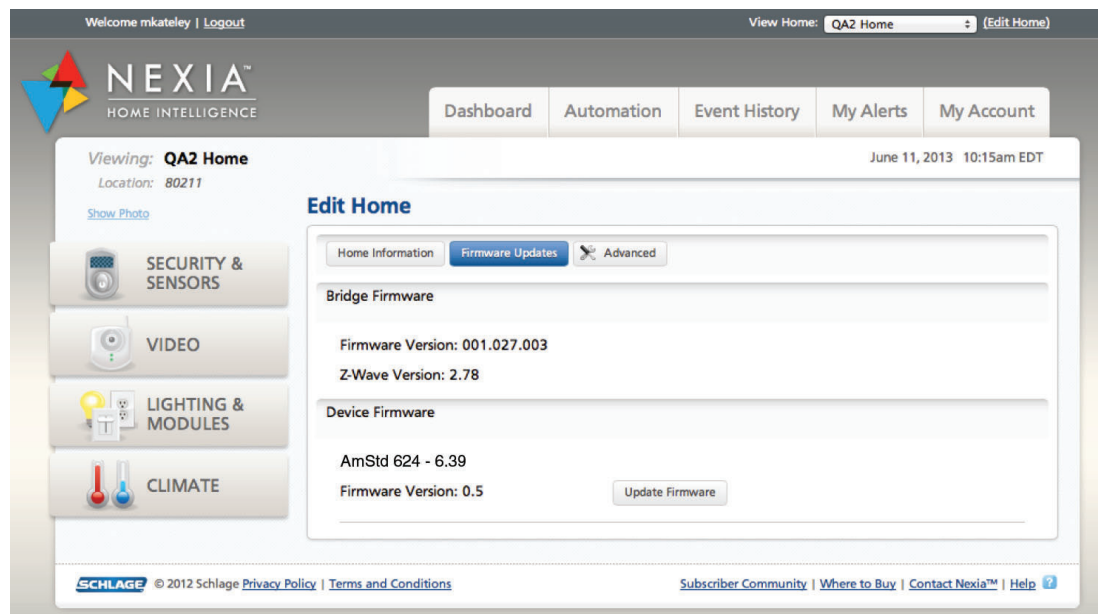 Welcome mkateley | Logout
View Home: QA2 Home (Edit Home)
NEXIA™
HOME INTELLIGENCE
Dashboard Automation Event History My Alerts My Account
Viewing: QA2 Home
June 11, 2013 10:15am EDT
Location: 80211
Show Photo
Edit Home
Home Information Firmware Updates Advanced
SECURITY &
SENSORS
VIDEO
LIGHTING &
MODULES
CLIMATE
Bridge Firmware
Firmware Version: 001.027.003
Z-Wave Version: 2.78
Device Firmware
AmStd 624 - 6.39
Firmware Version: 0.5 Update Firmware
SCHLAGE © 2012 Schlage Privacy Policy | Terms and Conditions
Subscriber Community | Where to Buy | Contact Nexia™ | Help ?